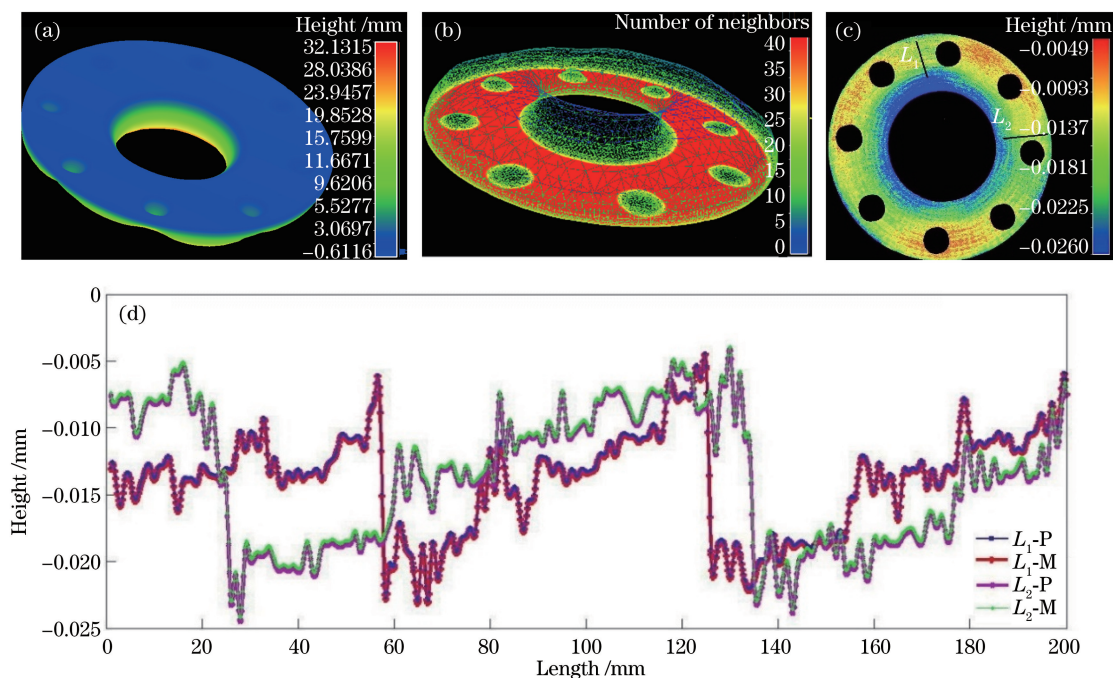 (a)
Height /mm
32.1315
28.0386
23.9457
19.8528
15.7599
11.6671
9.6206
5.5277
3.0697
−0.6116
(b)
Number of neighbors
40
35
30
25
20
15
10
5
0
(c)
Height /mm
−0.0049
−0.0093
−0.0137
−0.0181
−0.0225
−0.0260
L1
L2
(d)
Height /mm
0
−0.005
−0.010
−0.015
−0.020
−0.025
L1-P
L1-M
L2-P
L2-M
0 20 40 60 80 100 120 140 160 180 200
Length /mm